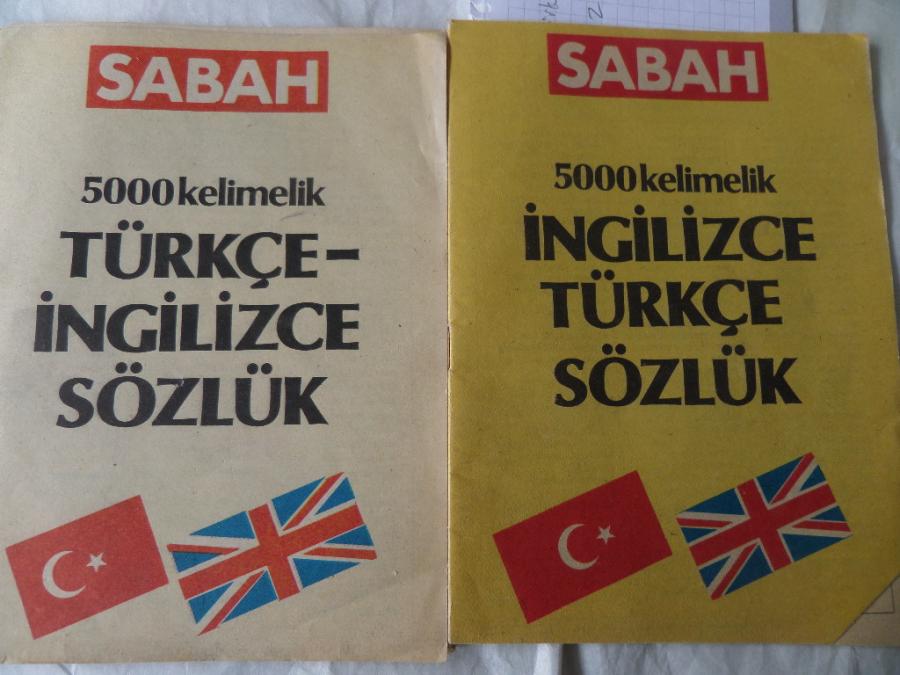 SABAH
5000 kelimelik
TÜRKÇE-
İNGİLİZCE
SÖZLÜK
SABAH
5000 kelimelik
İNGİLİZCE
TÜRKÇE
SÖZLÜK